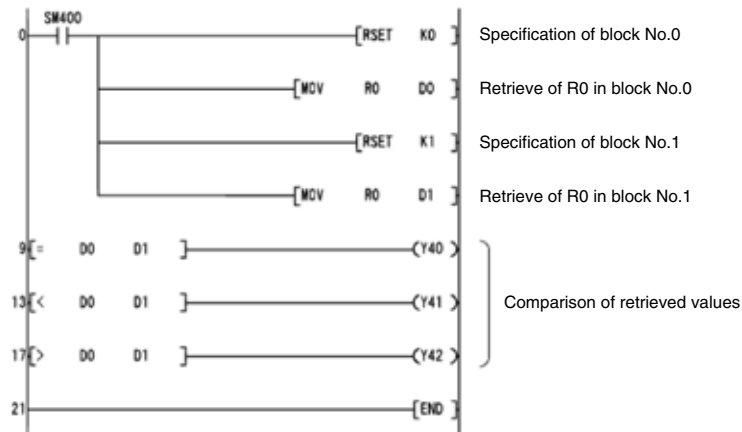 SM400
0 [RSET K0 ] Specification of block No.0
[MOV R0 D0 ] Retrieve of R0 in block No.0
[RSET K1 ] Specification of block No.1
[MOV R0 D1 ] Retrieve of R0 in block No.1
9 [= D0 D1 ] (Y40 )
13 [< D0 D1 ] (Y41 ) Comparison of retrieved values
17 [> D0 D1 ] (Y42 )
21 [END ]